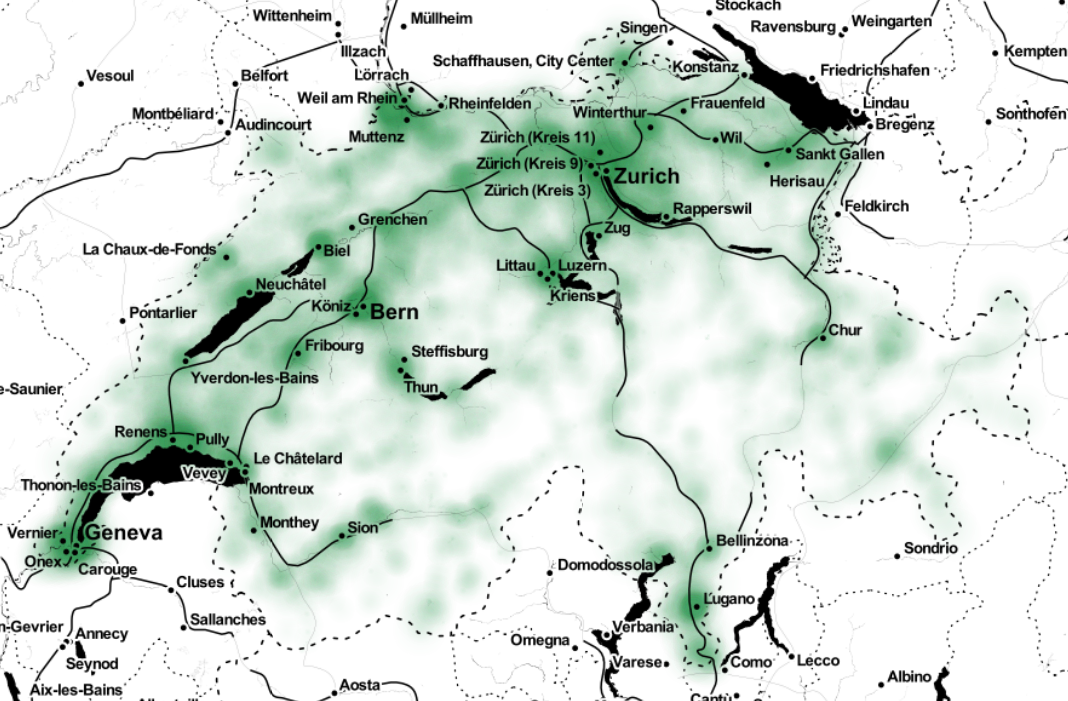 Stockach
Wittenheim
Müllheim
Ravensburg
Weingarten
Singen
Illzach
Kempten
Schaffhausen, City Center
Konstanz
Friedrichshafen
Vesoul
Belfort
Lörrach
Weil am Rhein
Rheinfelden
Frauenfeld
Lindau
Montbéliard
Audincourt
Winterthur
Sonthofen
Bregenz
Muttenz
Zürich (Kreis 11)
Wil
Sankt Gallen
Zürich (Kreis 9)
Zurich
Herisau
Zürich (Kreis 3)
Rapperswil
Feldkirch
Grenchen
Zug
La Chaux-de-Fonds
Biel
Littau
Luzern
Neuchâtel
Kriens
Köniz
Bern
Pontarlier
Chur
Fribourg
Steffisburg
Yverdon-les-Bains
Thun
e-Saunier
Renens
Pully
Le Châtelard
Vevey
Thonon-les-Bains
Montreux
Vernier
Geneva
Monthey
Sion
Bellinzona
Onex
Carouge
Domodossola
Sondrio
Cluses
Lugano
Sallanches
n-Gevrier
Annecy
Verbania
Omegna
Seynod
Varese
Como
Lecco
Aix-les-Bains
Aosta
Albino
Cantù